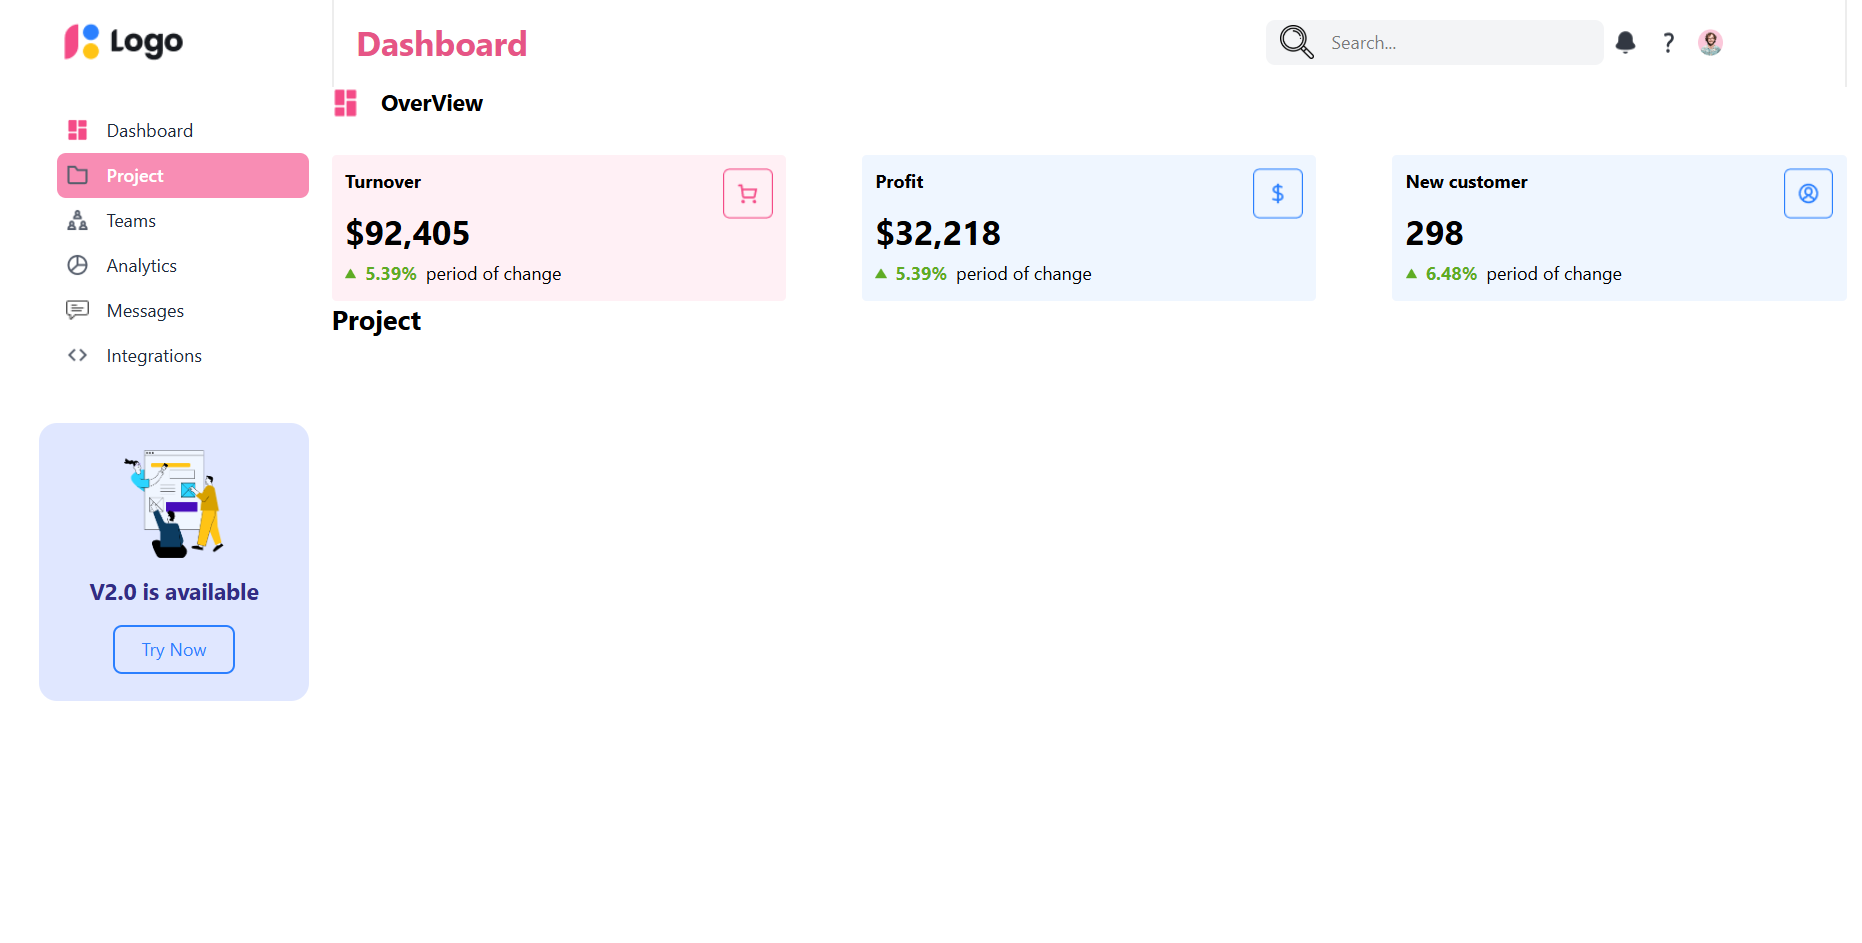 Logo
Dashboard
Search...
?
Dashboard
Project
Teams
Analytics
Messages
Integrations
V2.0 is available
Try Now
OverView
Turnover
$92,405
5.39% period of change
Profit
$
$32,218
5.39% period of change
New customer
298
6.48% period of change
Project